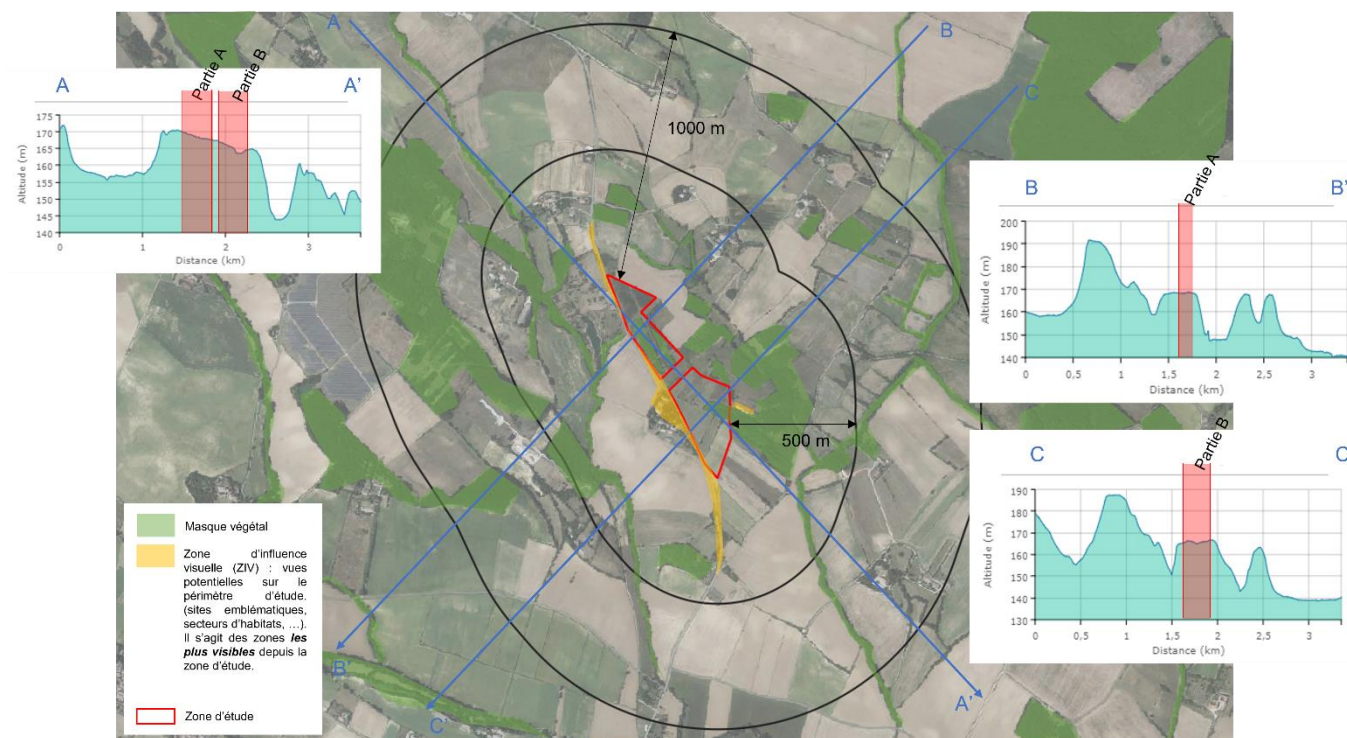 A
A’
Partie A
Partie B
175
170
165
160
155
150
145
140
Altitude (m)
0
1
2
3
Distance (km)
A
B
C
1000 m
500 m
B’
C’
A’
B
B’
Partie A
200
190
180
170
160
150
140
Altitude (m)
0
0,5
1
1,5
2
2,5
3
Distance (km)
C
C
Partie B
190
180
170
160
150
140
130
Altitude (m)
0
0,5
1
1,5
2
2,5
3
Distance (km)
Masque végétal
Zone d’influence
visuelle (ZIV) : vues
potentielles sur le
périmètre d’étude.
(sites emblématiques,
secteurs d’habitats, ...).
Il s’agit des zones les
plus visibles depuis la
zone d’étude.
Zone d’étude